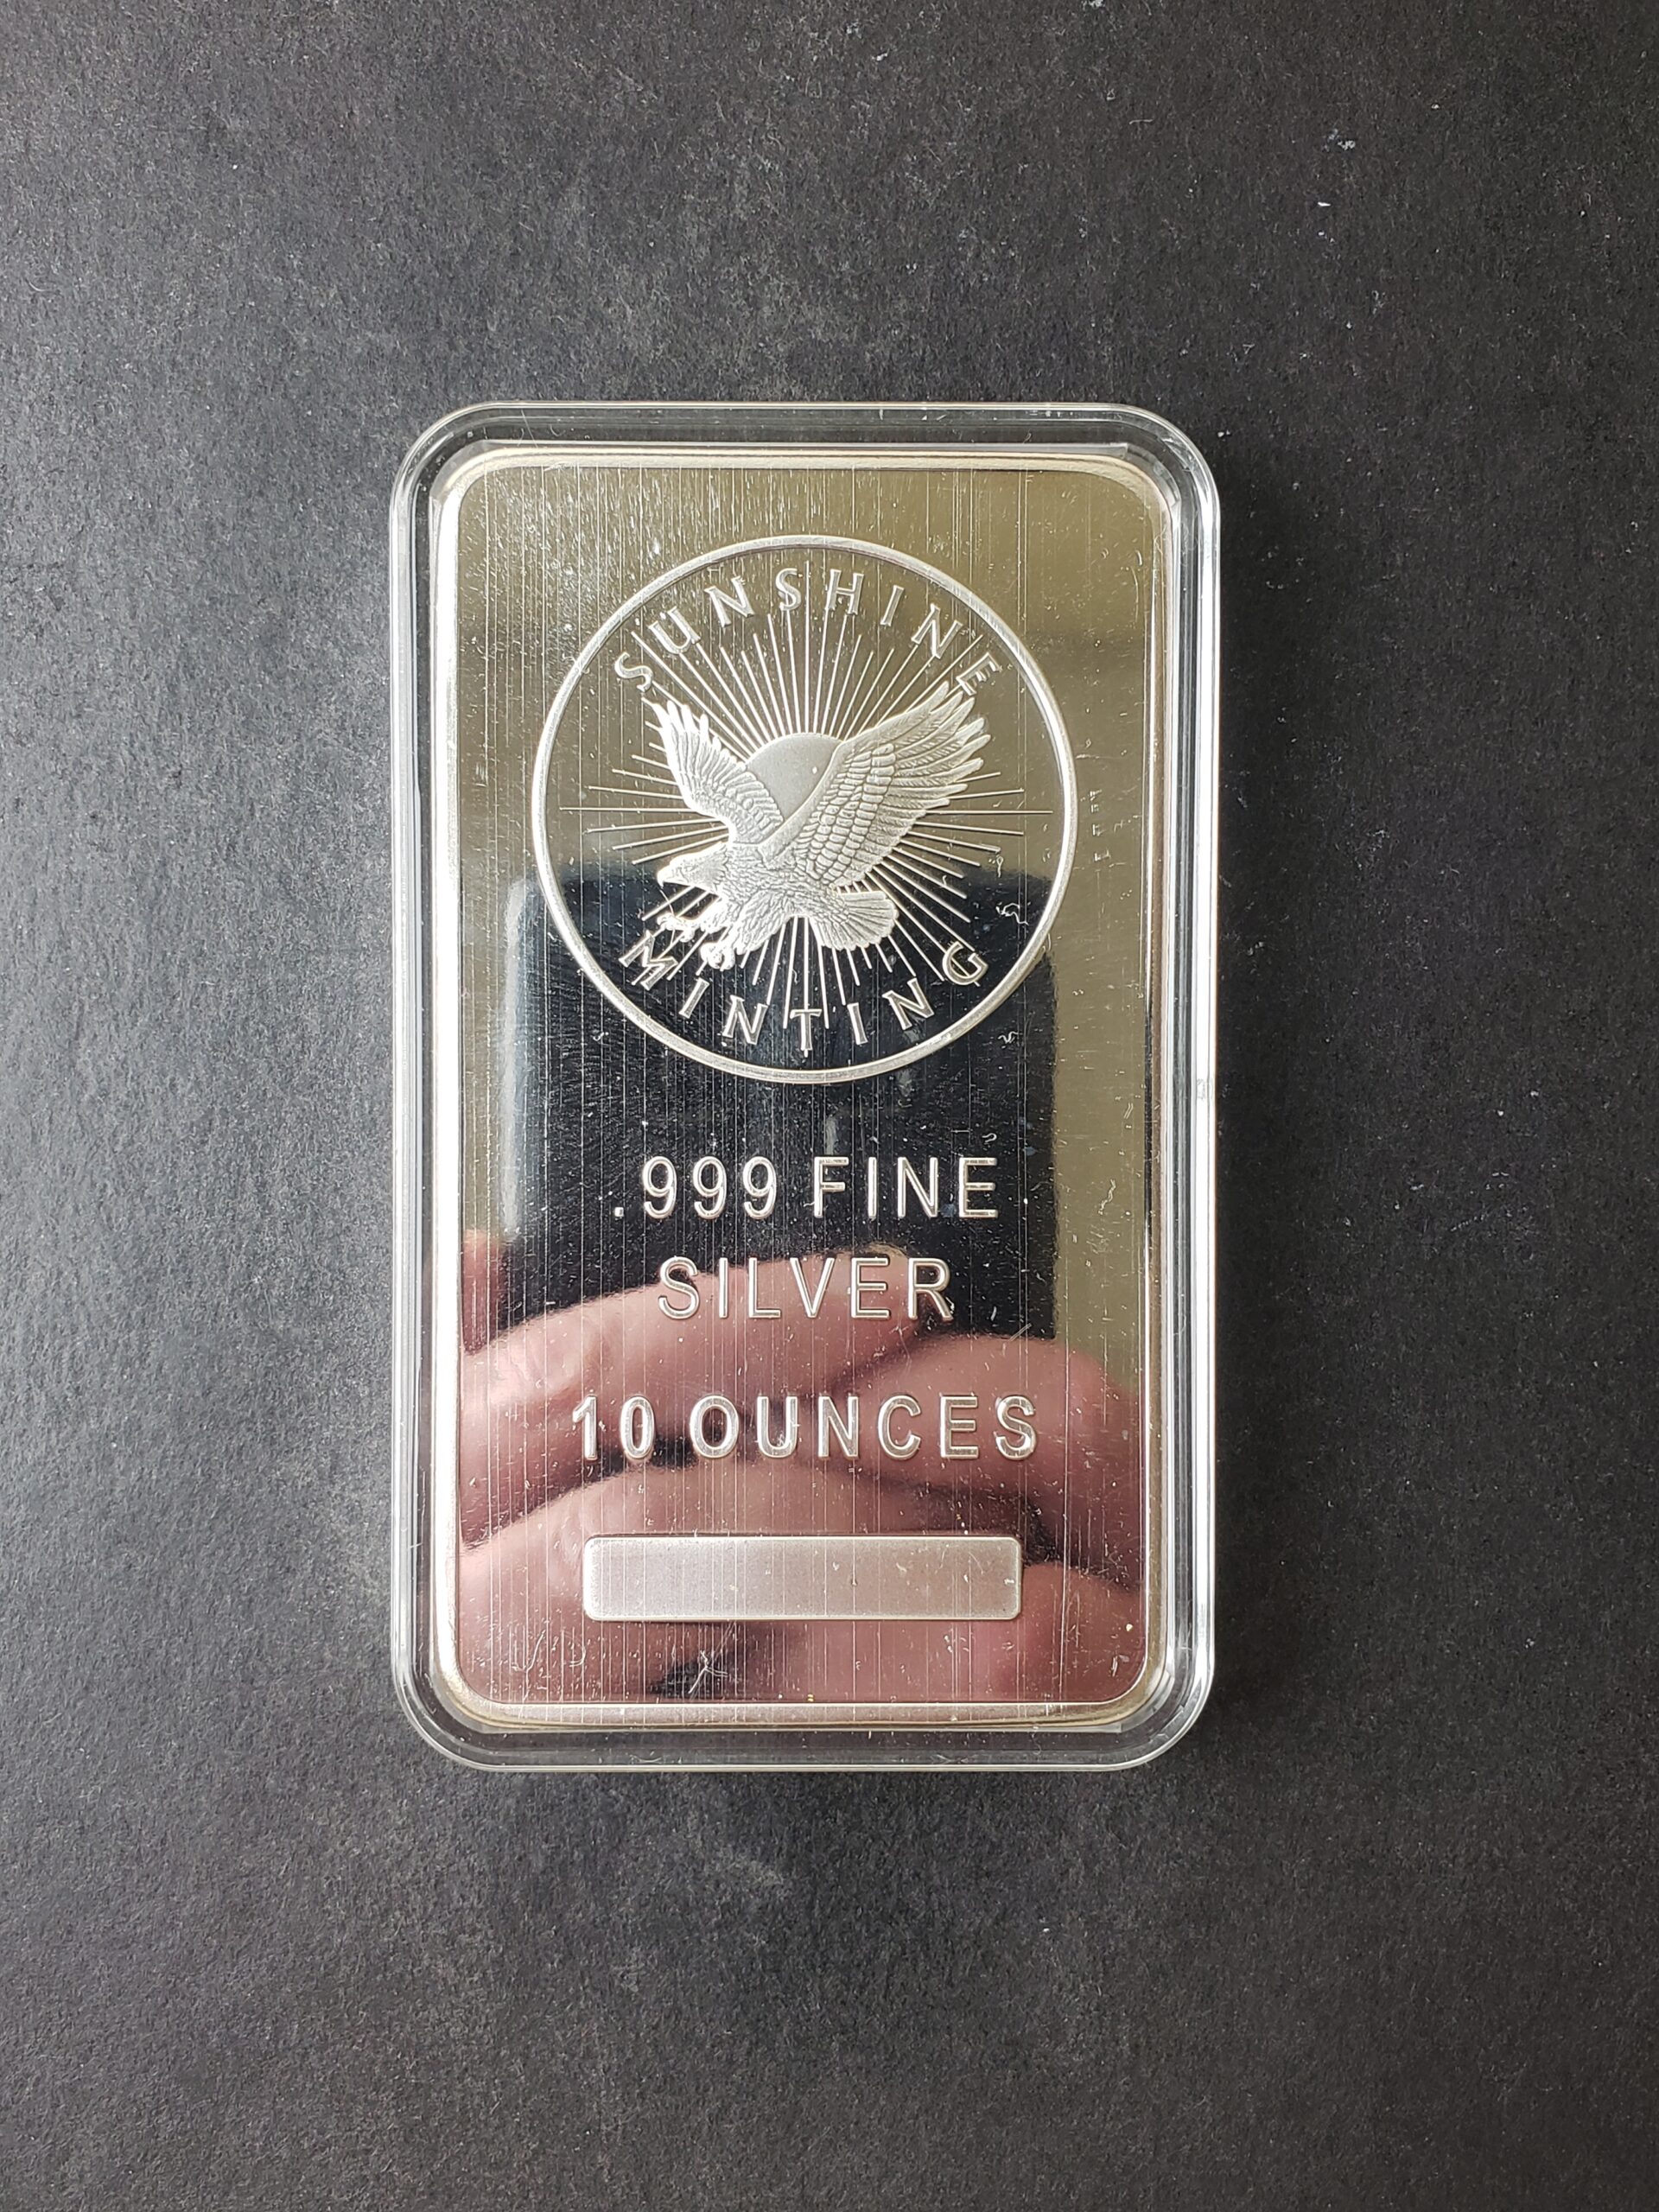 SUNSHINE
MINTING
.999 FINE
SILVER
10 OUNCES